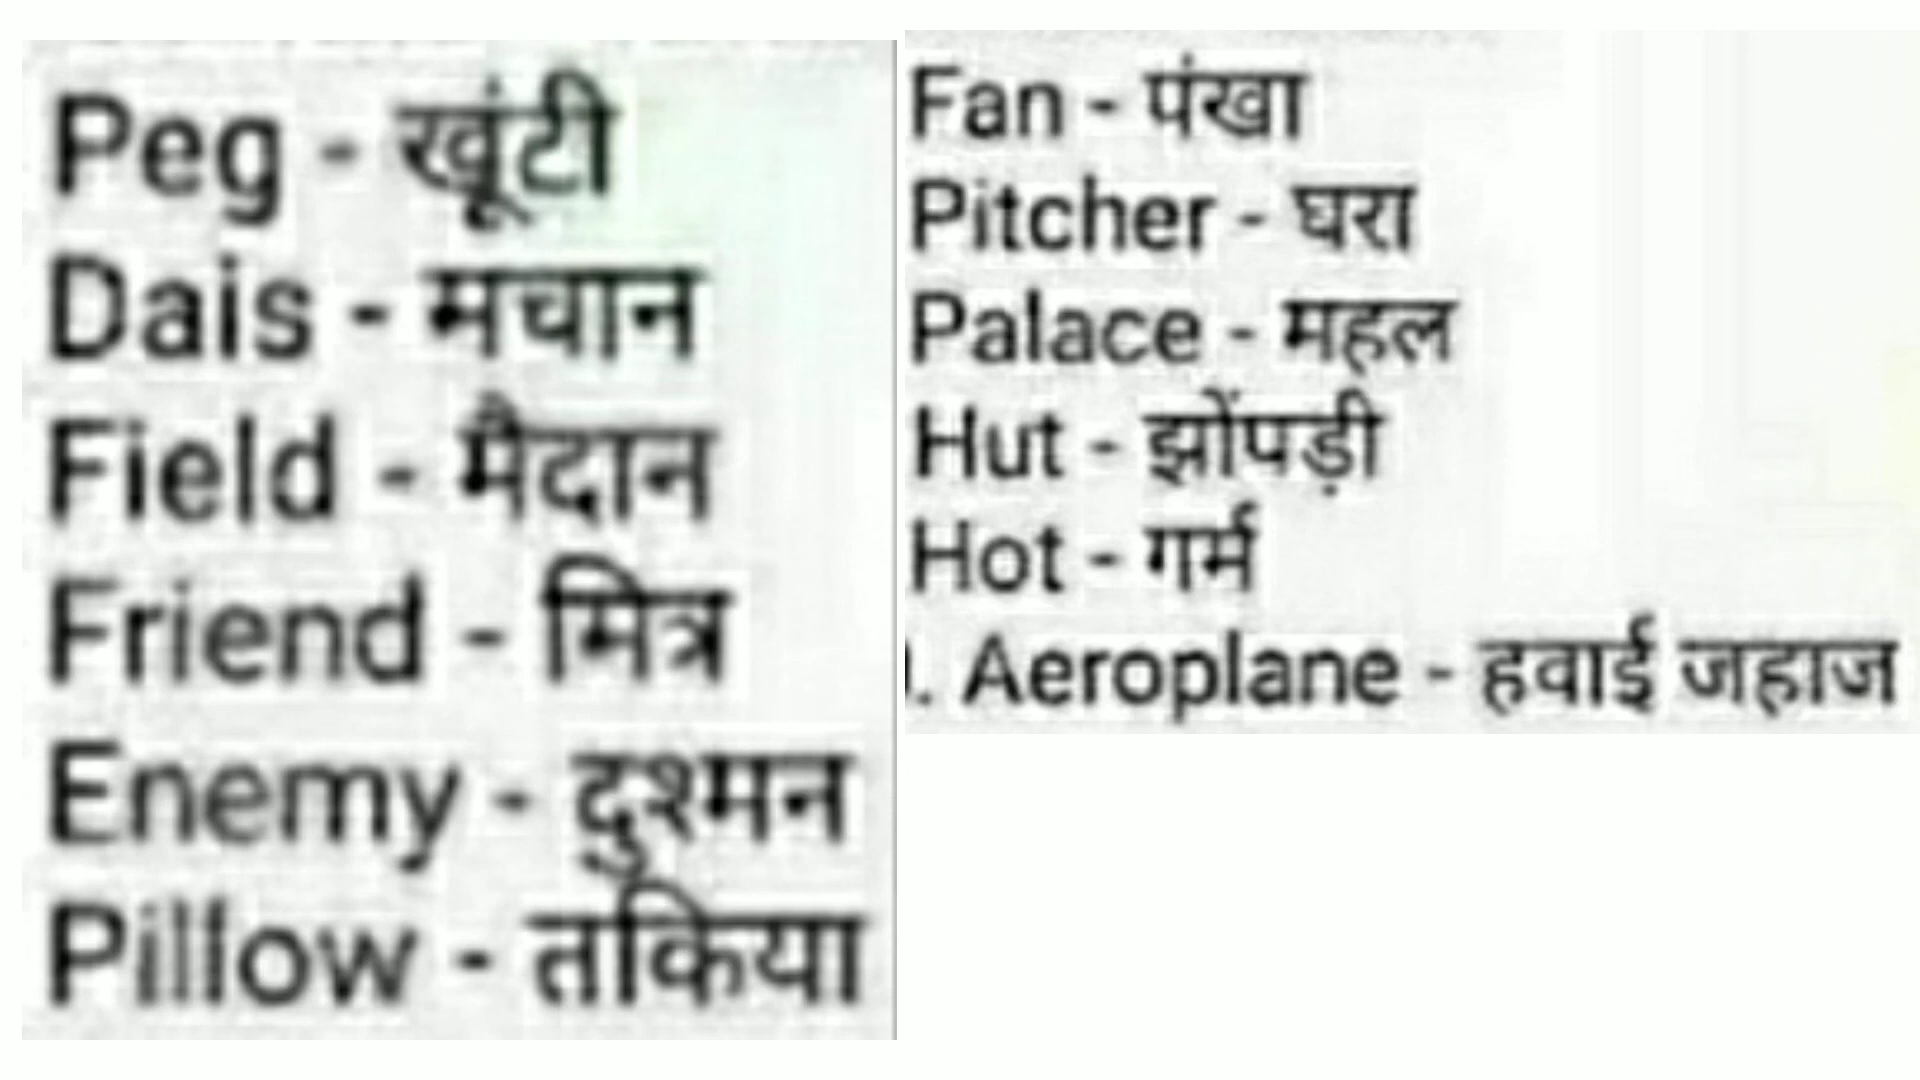 Peg - खूंटी
Dais - मचान
Field - मैदान
Friend - मित्र
Enemy - दुश्मन
Pillow - तकिया
Fan - पंखा
Pitcher - घरा
Palace - महल
Hut - झोंपड़ी
Hot - गर्म
. Aeroplane - हवाई जहाज